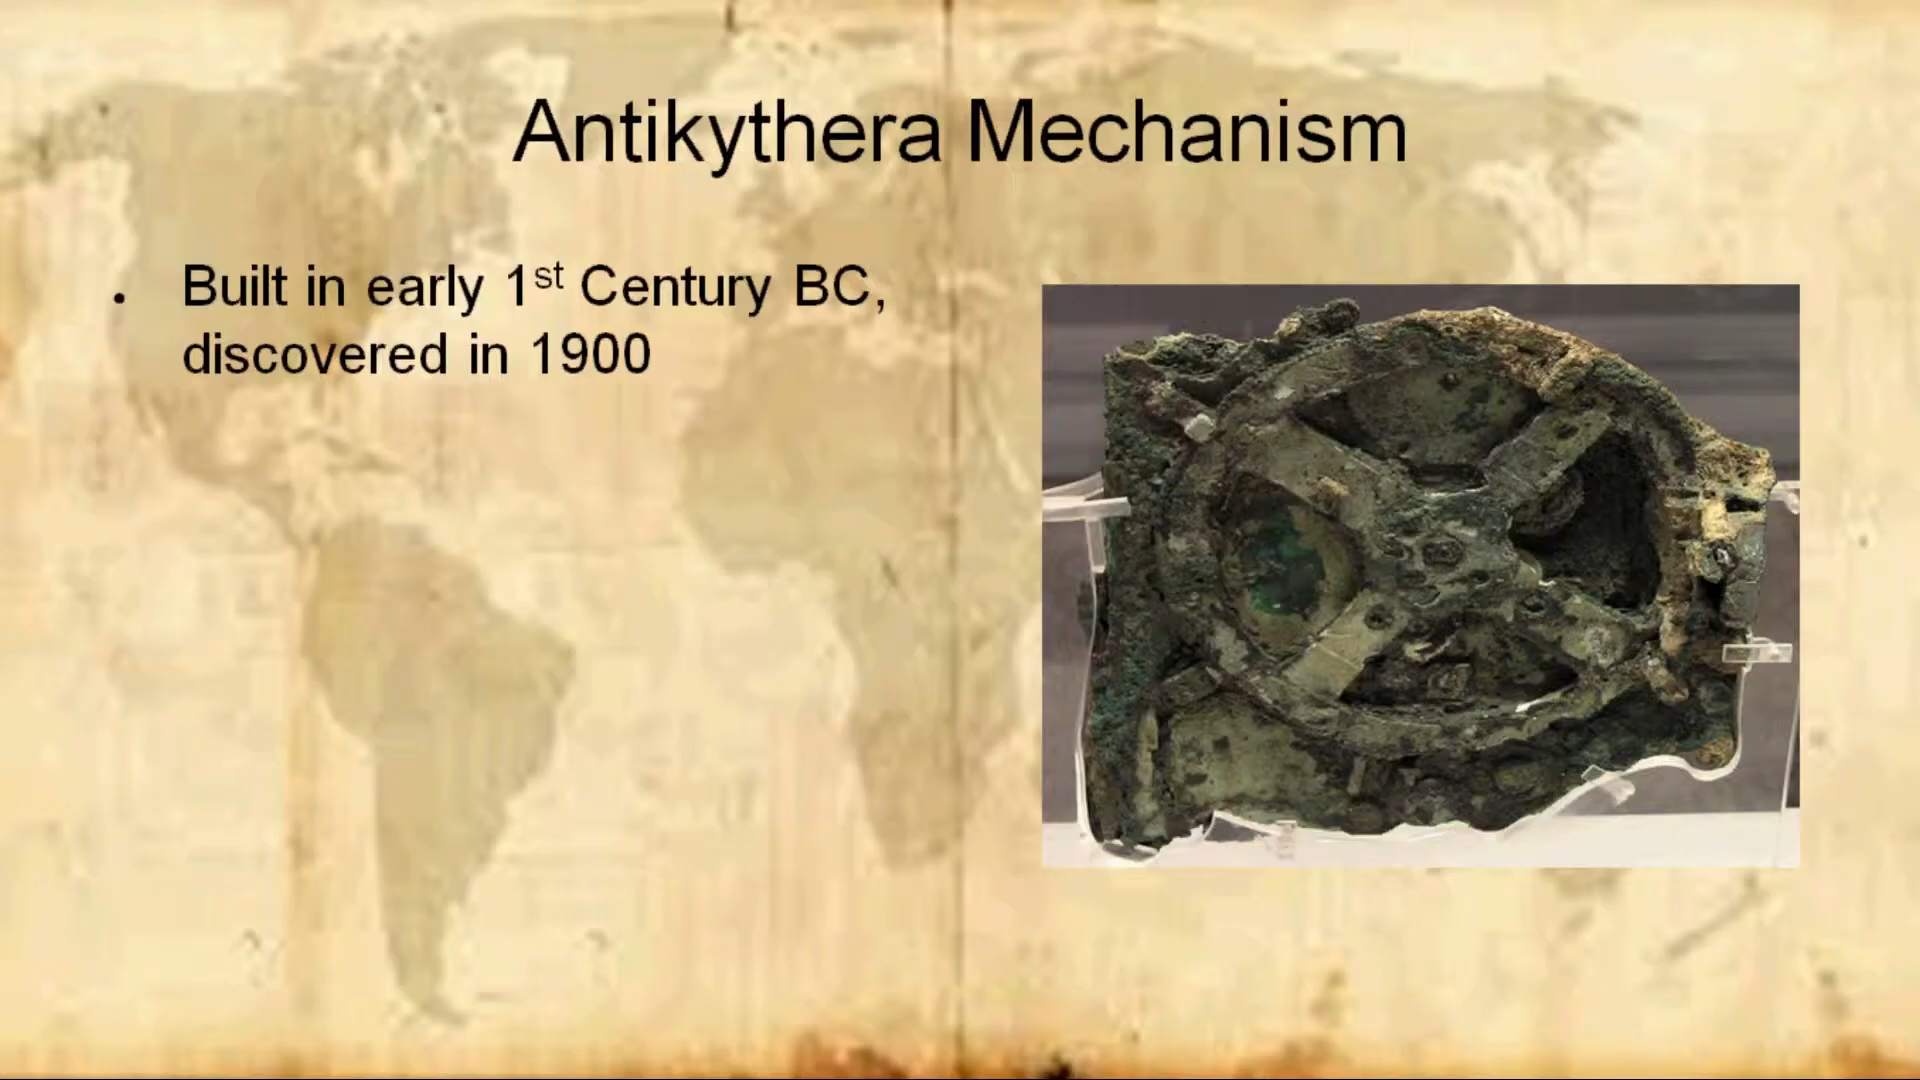 Antikythera Mechanism
. Built in early 1st Century BC,
discovered in 1900